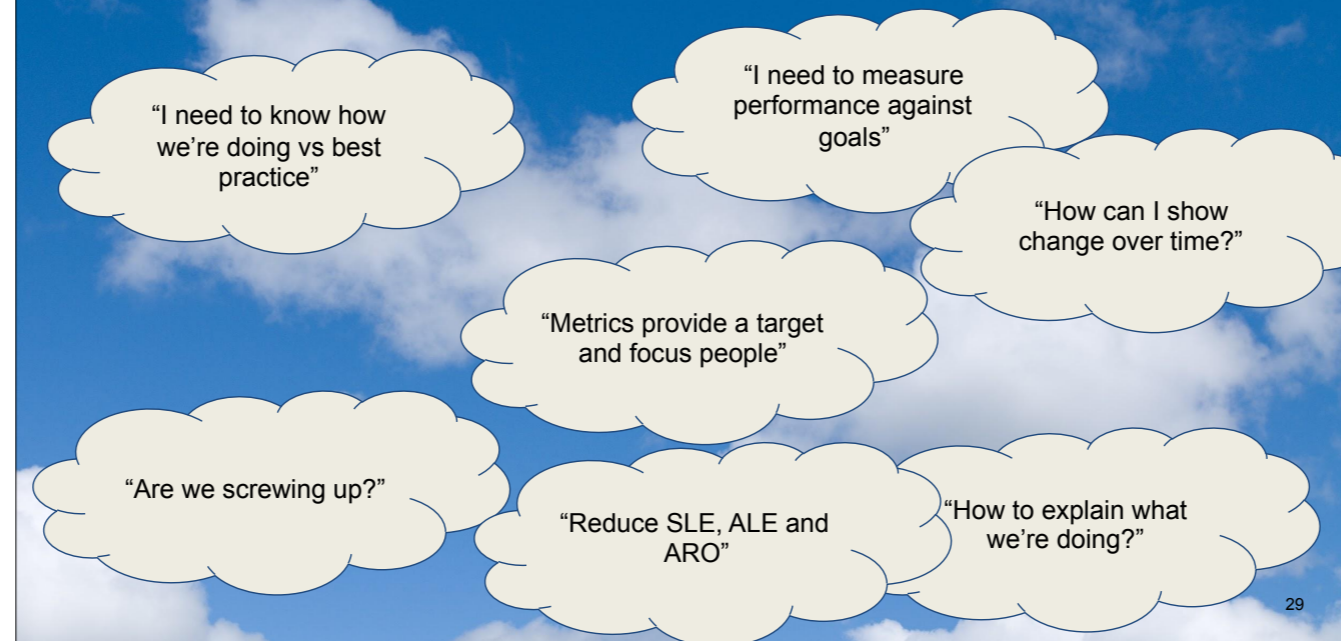 “I need to know how
we’re doing vs best
practice”
“I need to measure
performance against
goals”
“How can I show
change over time?”
“Metrics provide a target
and focus people”
“Are we screwing up?”
“Reduce SLE, ALE and
ARO”
“How to explain what
we’re doing?”
29